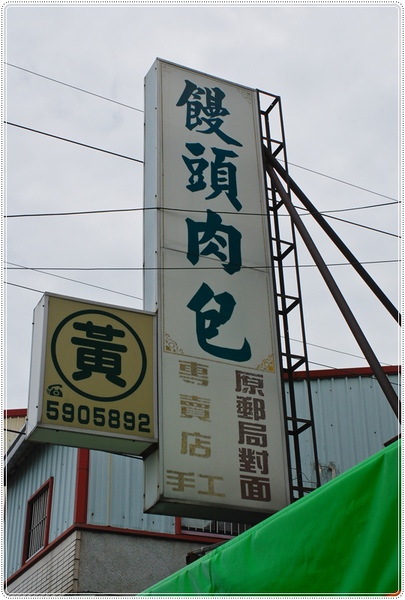 饅頭肉包
原郵局對面
專賣店
手工
黃
☎5905892